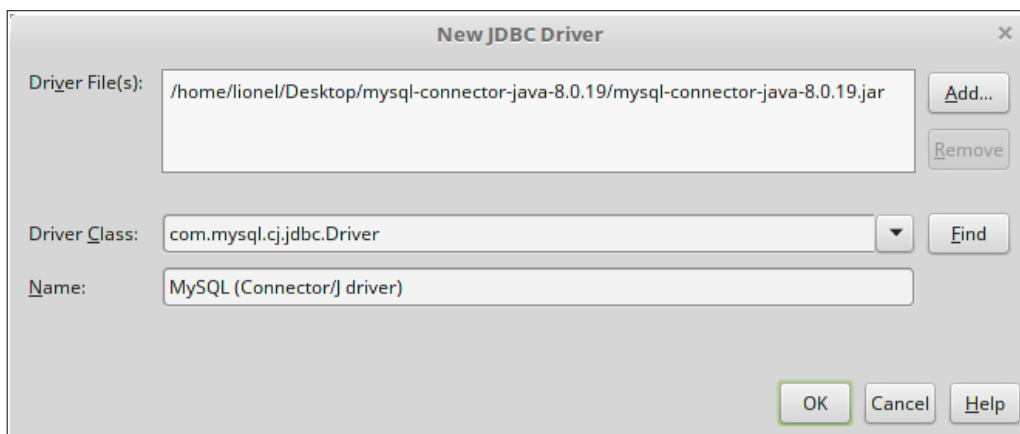 New JDBC Driver
Driver File(s):
/home/lionel/Desktop/mysql-connector-java-8.0.19/mysql-connector-java-8.0.19.jar
Add...
Remove
Driver Class:
com.mysql.cj.jdbc.Driver
Find
Name:
MySQL (Connector/J driver)
OK
Cancel
Help